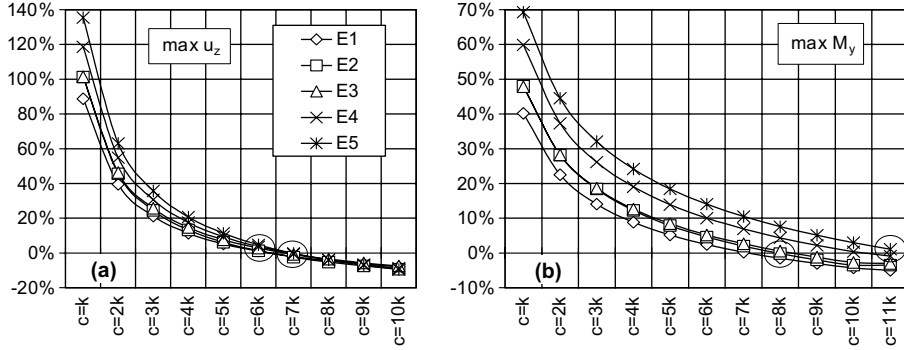 140%
120%
100%
80%
60%
40%
20%
0%
-20%
max u_z
E1
E2
E3
E4
E5
(a)
c=k
c=2k
c=3k
c=4k
c=5k
c=6k
c=7k
c=8k
c=9k
c=10k
70%
60%
50%
40%
30%
20%
10%
0%
-10%
max M_y
(b)
c=k
c=2k
c=3k
c=4k
c=5k
c=6k
c=7k
c=8k
c=9k
c=10k
c=11k